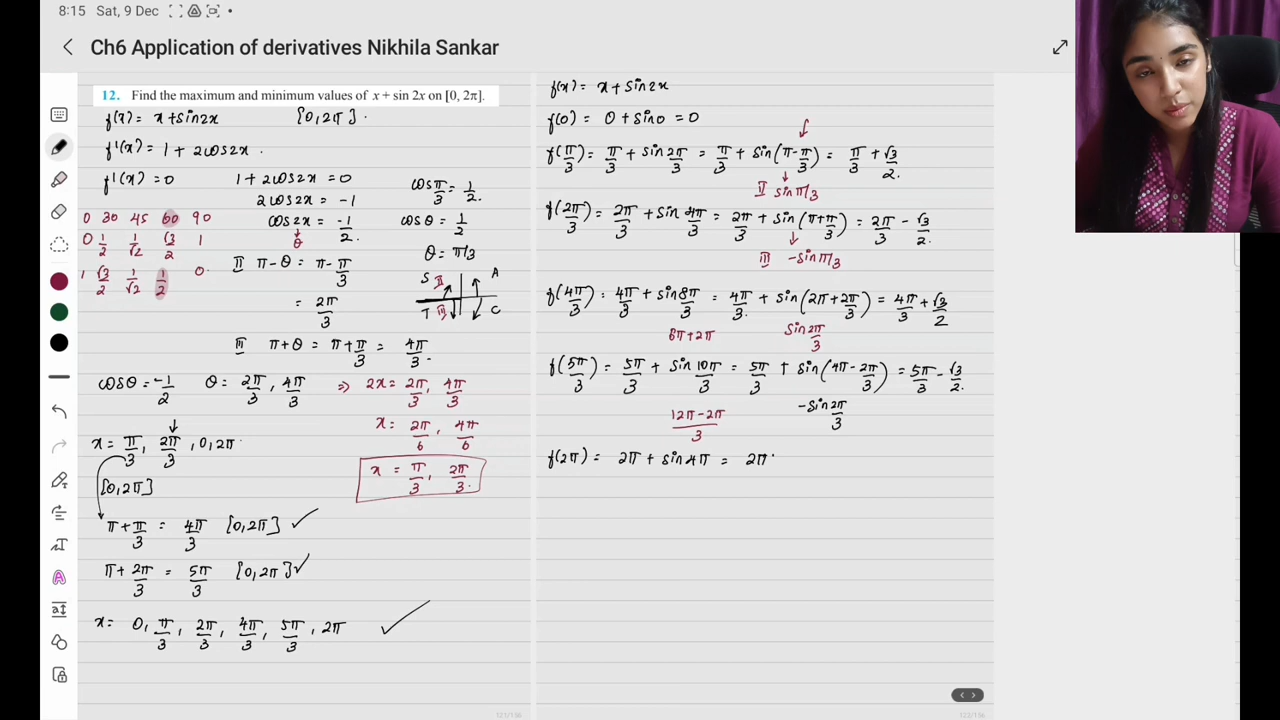 8:15 Sat, 9 Dec
Ch6 Application of derivatives Nikhila Sankar
12. Find the maximum and minimum values of x + sin 2x on [0, 2π].
f(x) = x + sin2x [0, 2π].
f'(x) = 1 + 2cos2x.
f'(x) = 0 1 + 2cos2x = 0
2cos2x = -1
cos2x = -1/2.
θ
cos π/3 = 1/2
cosθ = 1/2
θ = π/3
0 30 45 60 90
0 1/2 1/√2 √3/2 1
1 √3/2 1/√2 1/2 0.
S II A
T III C
II π-θ = π - π/3
= 2π/3
III π+θ = π + π/3 = 4π/3.
cosθ = -1/2 θ = 2π/3, 4π/3 ⇒ 2x = 2π/3, 4π/3
x = 2π/6, 4π/6
x = π/3, 2π/3.
x = π/3, 2π/3, 0, 2π.
[0, 2π]
π + π/3 = 4π/3 [0, 2π] ✓
π + 2π/3 = 5π/3 [0, 2π] ✓
x = 0, π/3, 2π/3, 4π/3, 5π/3, 2π ✓
121/156
f(x) = x + sin2x
f(0) = 0 + sin0 = 0
f(π/3) = π/3 + sin 2π/3 = π/3 + sin(π - π/3) = π/3 + √3/2.
II sin π/3
f(2π/3) = 2π/3 + sin 4π/3 = 2π/3 + sin(π + π/3) = 2π/3 - √3/2.
III -sin π/3
f(4π/3) = 4π/3 + sin 8π/3 = 4π/3. + sin(2π + 2π/3) = 4π/3 + √3/2
6π+2π sin 2π/3
f(5π/3) = 5π/3 + sin 10π/3 = 5π/3 + sin(4π - 2π/3) = 5π/3 - √3/2.
12π-2π/3 -sin 2π/3
f(2π) = 2π + sin4π = 2π.
122/156